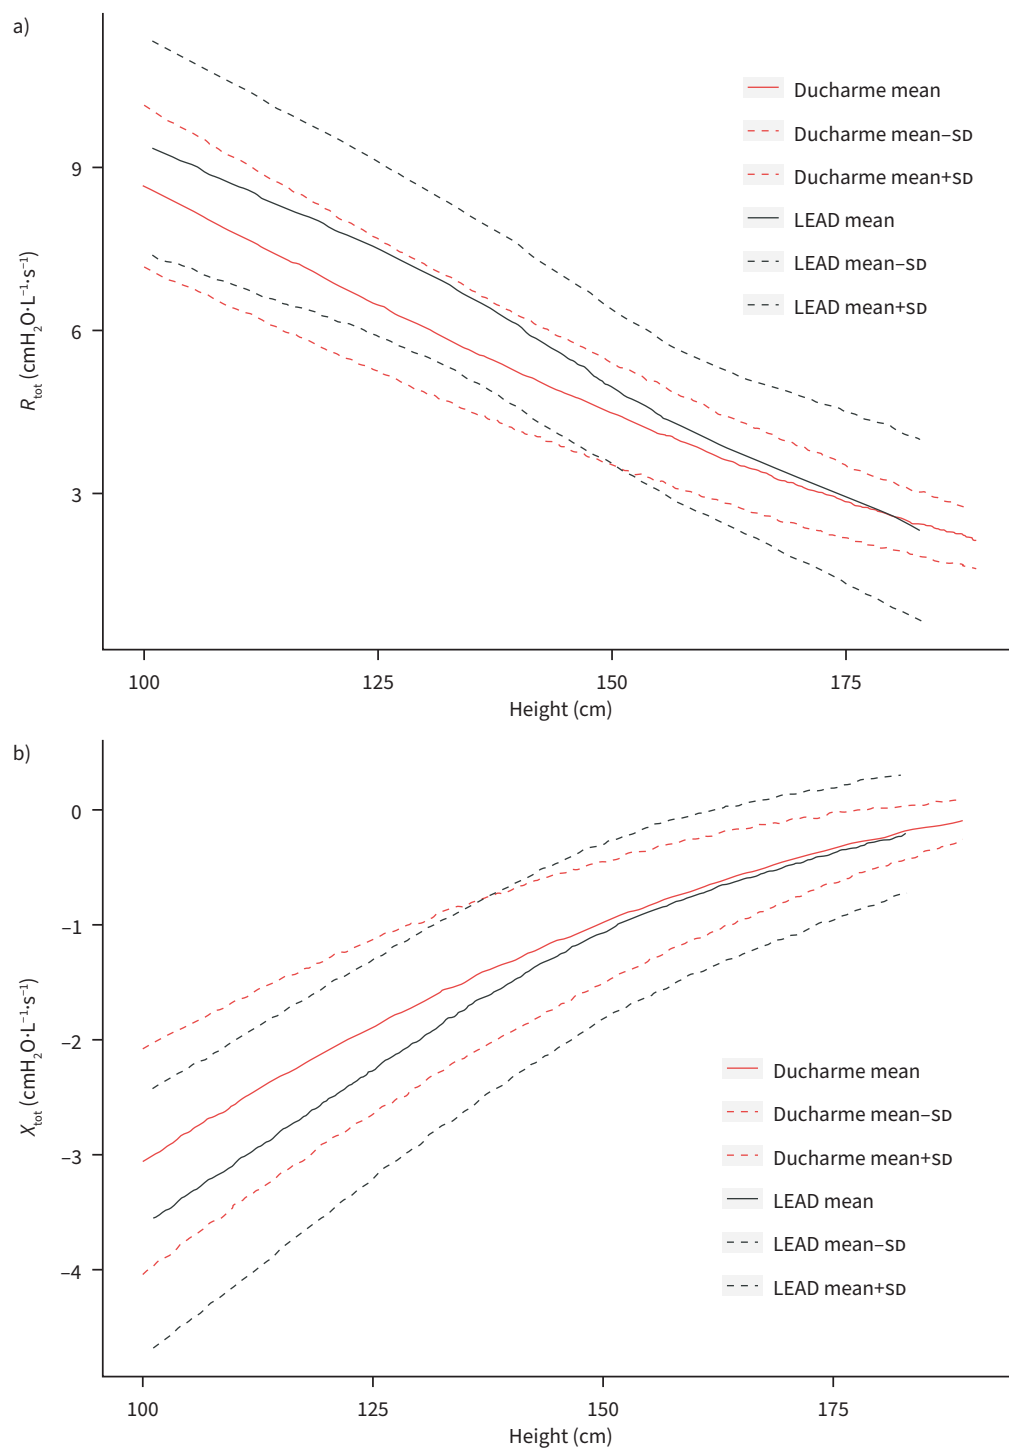 a)
Ducharme mean
Ducharme mean–SD
Ducharme mean+SD
LEAD mean
LEAD mean–SD
LEAD mean+SD
R_tot (cmH₂O·L⁻¹·s⁻¹)
9
6
3
100 125 150 175
Height (cm)
b)
0
–1
–2
–3
–4
X_tot (cmH₂O·L⁻¹·s⁻¹)
Ducharme mean
Ducharme mean–SD
Ducharme mean+SD
LEAD mean
LEAD mean–SD
LEAD mean+SD
100 125 150 175
Height (cm)